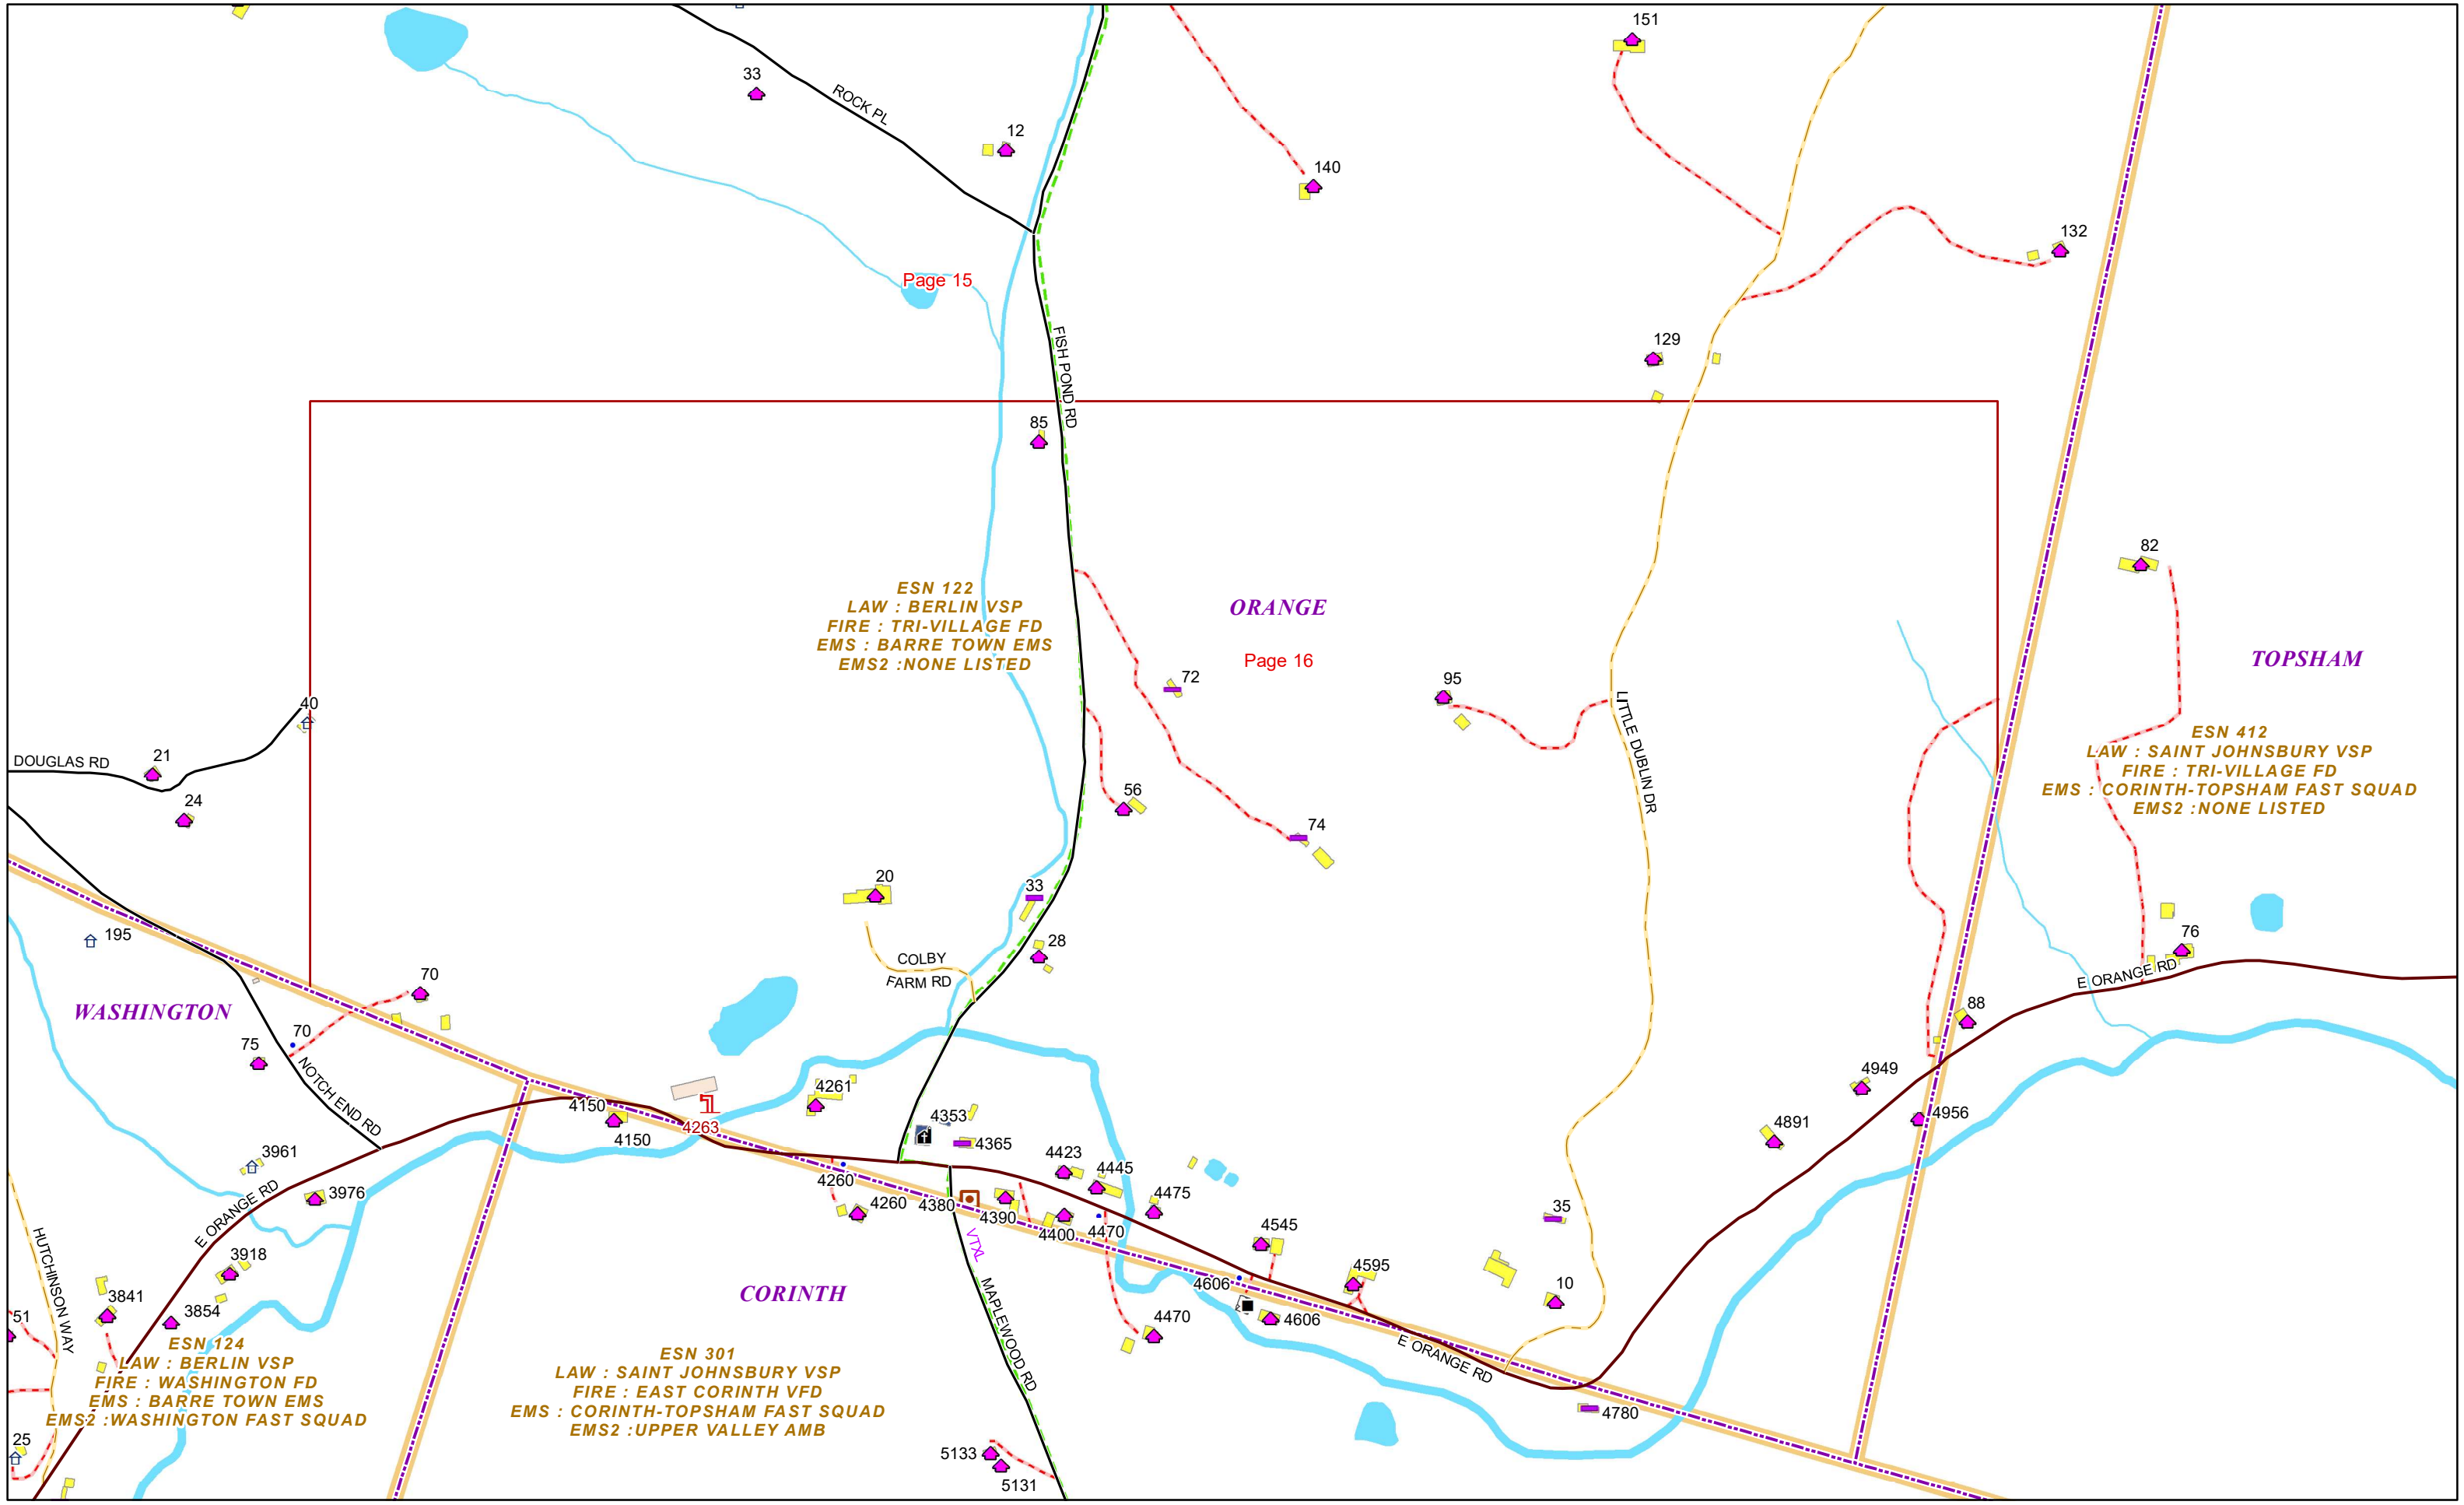 151
33
ROCK PL
12
140
132
Page 15
129
FISH POND RD
85
82
ESN 122
LAW : BERLIN VSP
FIRE : TRI-VILLAGE FD
EMS : BARRE TOWN EMS
EMS2 :NONE LISTED
ORANGE
Page 16
TOPSHAM
72
95
40
LITTLE DUBLIN DR
ESN 412
LAW : SAINT JOHNSBURY VSP
FIRE : TRI-VILLAGE FD
EMS : CORINTH-TOPSHAM FAST SQUAD
EMS2 :NONE LISTED
DOUGLAS RD
21
24
56
74
20
33
195
28
76
COLBY
FARM RD
E ORANGE RD
70
WASHINGTON
88
70
75
NOTCH END RD
4949
4261
4150
4263
4353
4956
4150
4365
4891
3961
4423
4445
4260
3976
4475
4260
4380
4390
4400
4470
35
E ORANGE RD
HUTCHINSON WAY
VTXL
4545
3918
4595
4606
10
CORINTH
MAPLEWOOD RD
3841
3854
51
4470
4606
E ORANGE RD
ESN 124
LAW : BERLIN VSP
FIRE : WASHINGTON FD
EMS : BARRE TOWN EMS
EMS2 :WASHINGTON FAST SQUAD
ESN 301
LAW : SAINT JOHNSBURY VSP
FIRE : EAST CORINTH VFD
EMS : CORINTH-TOPSHAM FAST SQUAD
EMS2 :UPPER VALLEY AMB
4780
25
5133
5131